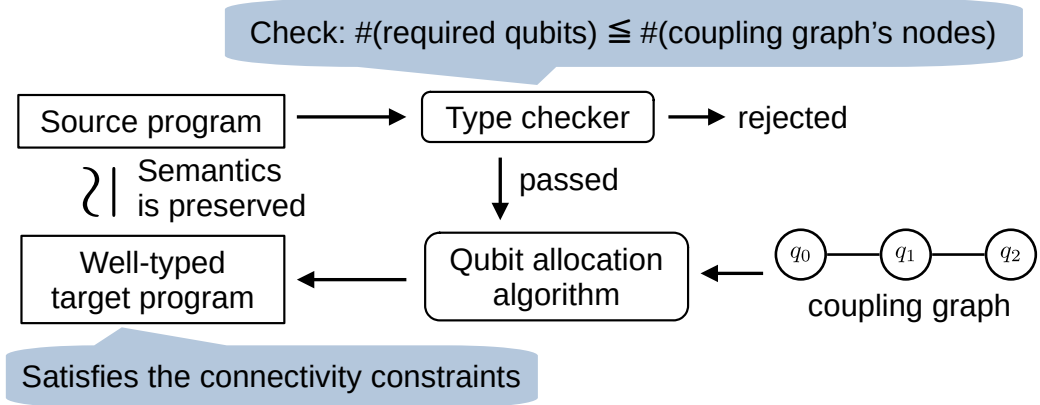 Check: #(required qubits) ≦ #(coupling graph's nodes)
Source program
Type checker
rejected
Semantics
is preserved
passed
Well-typed
target program
Qubit allocation
algorithm
q₀
q₁
q₂
coupling graph
Satisfies the connectivity constraints